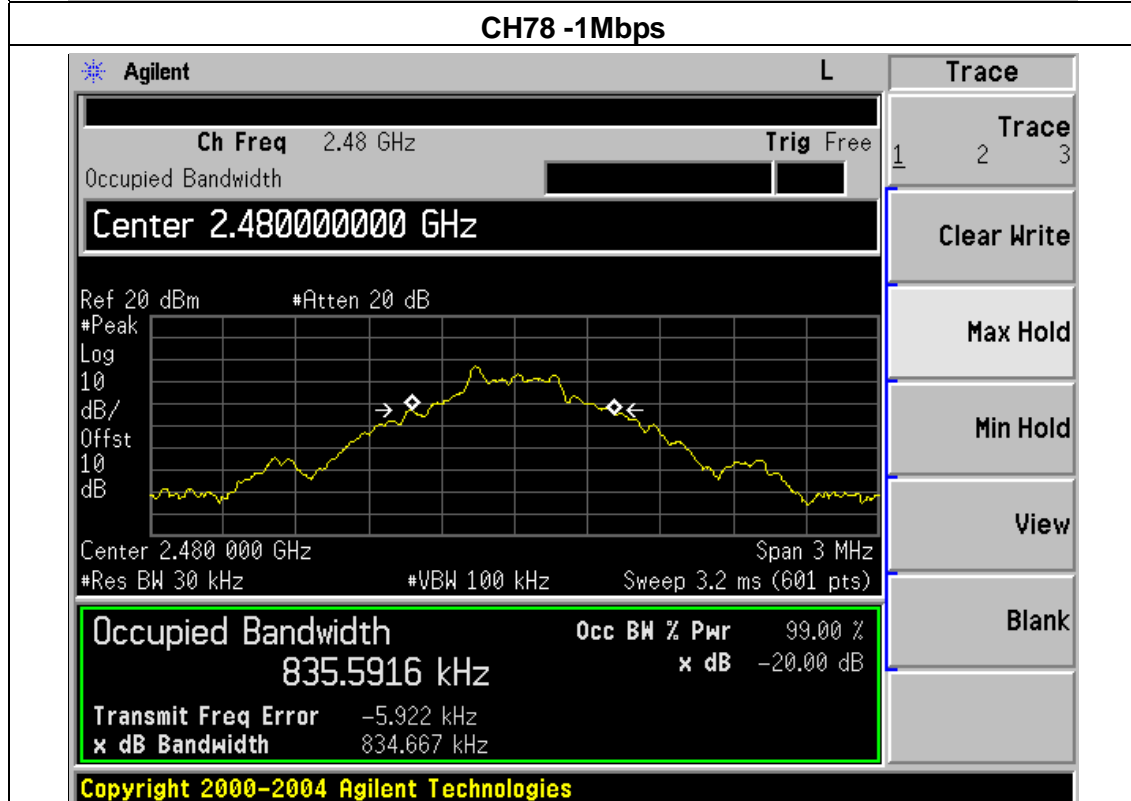 CH78 -1Mbps
Agilent L Trace
Ch Freq 2.48 GHz Trig Free
Occupied Bandwidth
Center 2.480000000 GHz
Ref 20 dBm #Atten 20 dB
#Peak
Log
10
dB/
Offst
10
dB
Center 2.480 000 GHz Span 3 MHz
#Res BW 30 kHz #VBW 100 kHz Sweep 3.2 ms (601 pts)
Occupied Bandwidth Occ BW % Pwr 99.00 %
835.5916 kHz x dB -20.00 dB
Transmit Freq Error -5.922 kHz
x dB Bandwidth 834.667 kHz
Copyright 2000-2004 Agilent Technologies
Trace
1 2 3
Clear Write
Max Hold
Min Hold
View
Blank